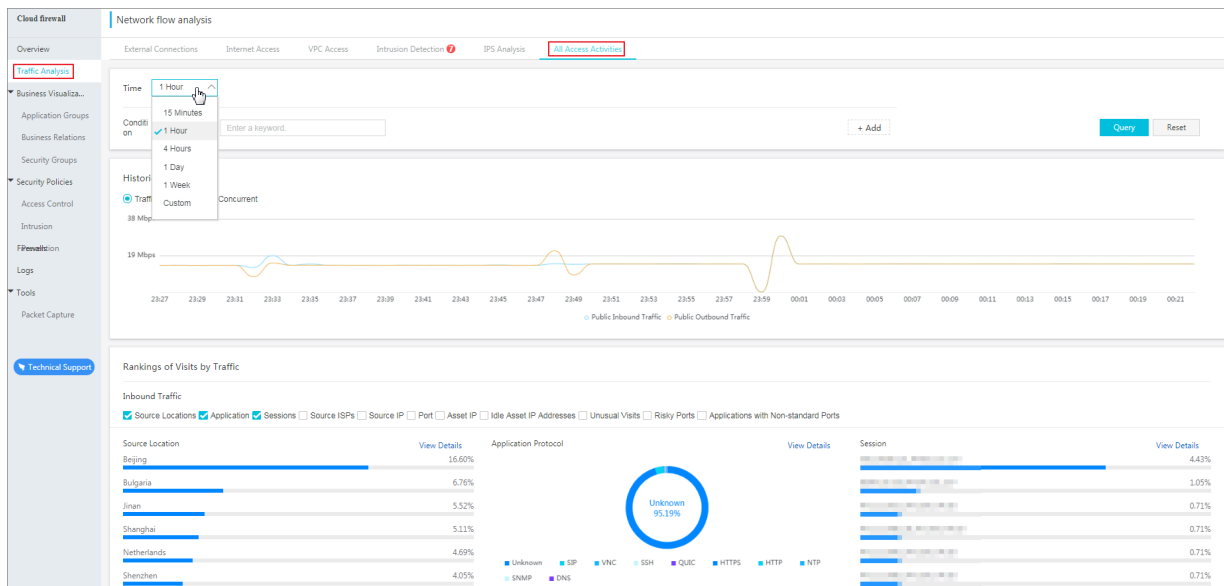 Cloud firewall
Network flow analysis
Overview
Traffic Analysis
Business Visualiza...
Application Groups
Business Relations
Security Groups
Security Policies
Access Control
Intrusion
Firewalls
Logs
Tools
Packet Capture
Technical Support
External Connections Internet Access VPC Access Intrusion Detection 7 IPS Analysis All Access Activities
Time 1 Hour
15 Minutes
1 Hour
4 Hours
1 Day
1 Week
Custom
Conditi
on
Enter a keyword.
+ Add
Query Reset
Histori
Traff Concurrent
38 Mbps
19 Mbps
23:27 23:29 23:31 23:33 23:35 23:37 23:39 23:41 23:43 23:45 23:47 23:49 23:51 23:53 23:55 23:57 23:59 00:01 00:03 00:05 00:07 00:09 00:11 00:13 00:15 00:17 00:19 00:21
Public Inbound Traffic Public Outbound Traffic
Rankings of Visits by Traffic
Inbound Traffic
Source Locations Application Sessions Source ISPs Source IP Port Asset IP Idle Asset IP Addresses Unusual Visits Risky Ports Applications with Non-standard Ports
Source Location View Details
Beijing 16.60%
Bulgaria 6.76%
Jinan 5.52%
Shanghai 5.11%
Netherlands 4.69%
Shenzhen 4.05%
Application Protocol View Details
Unknown
95.19%
Unknown SIP VNC SSH QUIC HTTPS HTTP NTP
SNMP DNS
Session View Details
4.43%
1.05%
0.71%
0.71%
0.71%
0.71%